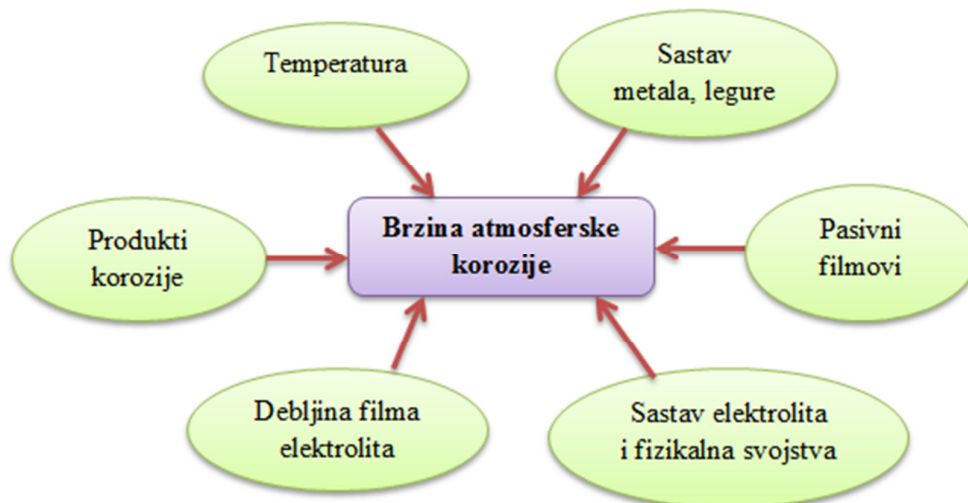 Temperatura
Sastav
metala, legure
Produkti
korozije
Brzina atmosferske
korozije
Pasivni
filmovi
Debljina filma
elektrolita
Sastav elektrolita
i fizikalna svojstva